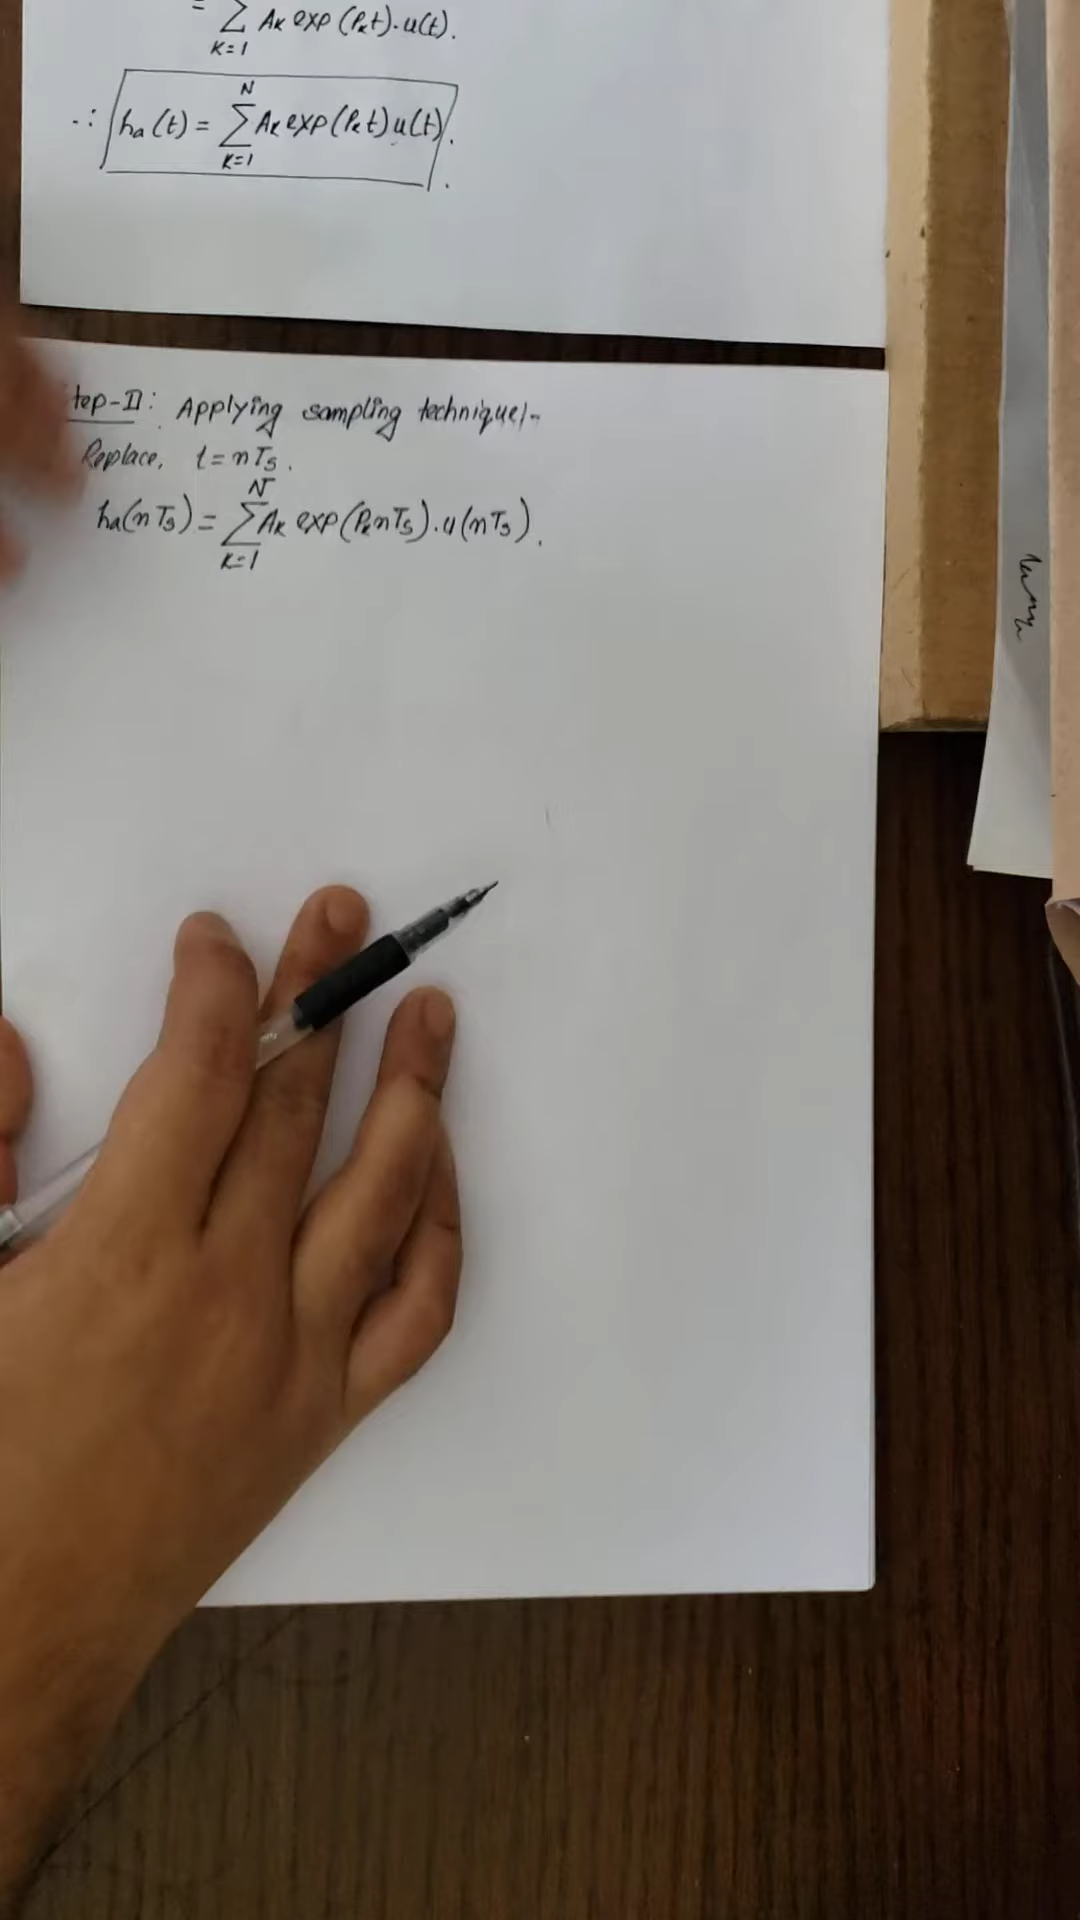 = ∑ Aₖ exp(Pₖt).u(t).
K=1
N
∴ hₐ(t) = ∑ Aₖ exp(Pₖt) u(t).
K=1
tep-II: Applying sampling technique:-
Replace, t = nTₛ.
N
hₐ(nTₛ) = ∑ Aₖ exp(PₖnTₛ).u(nTₛ).
K=1